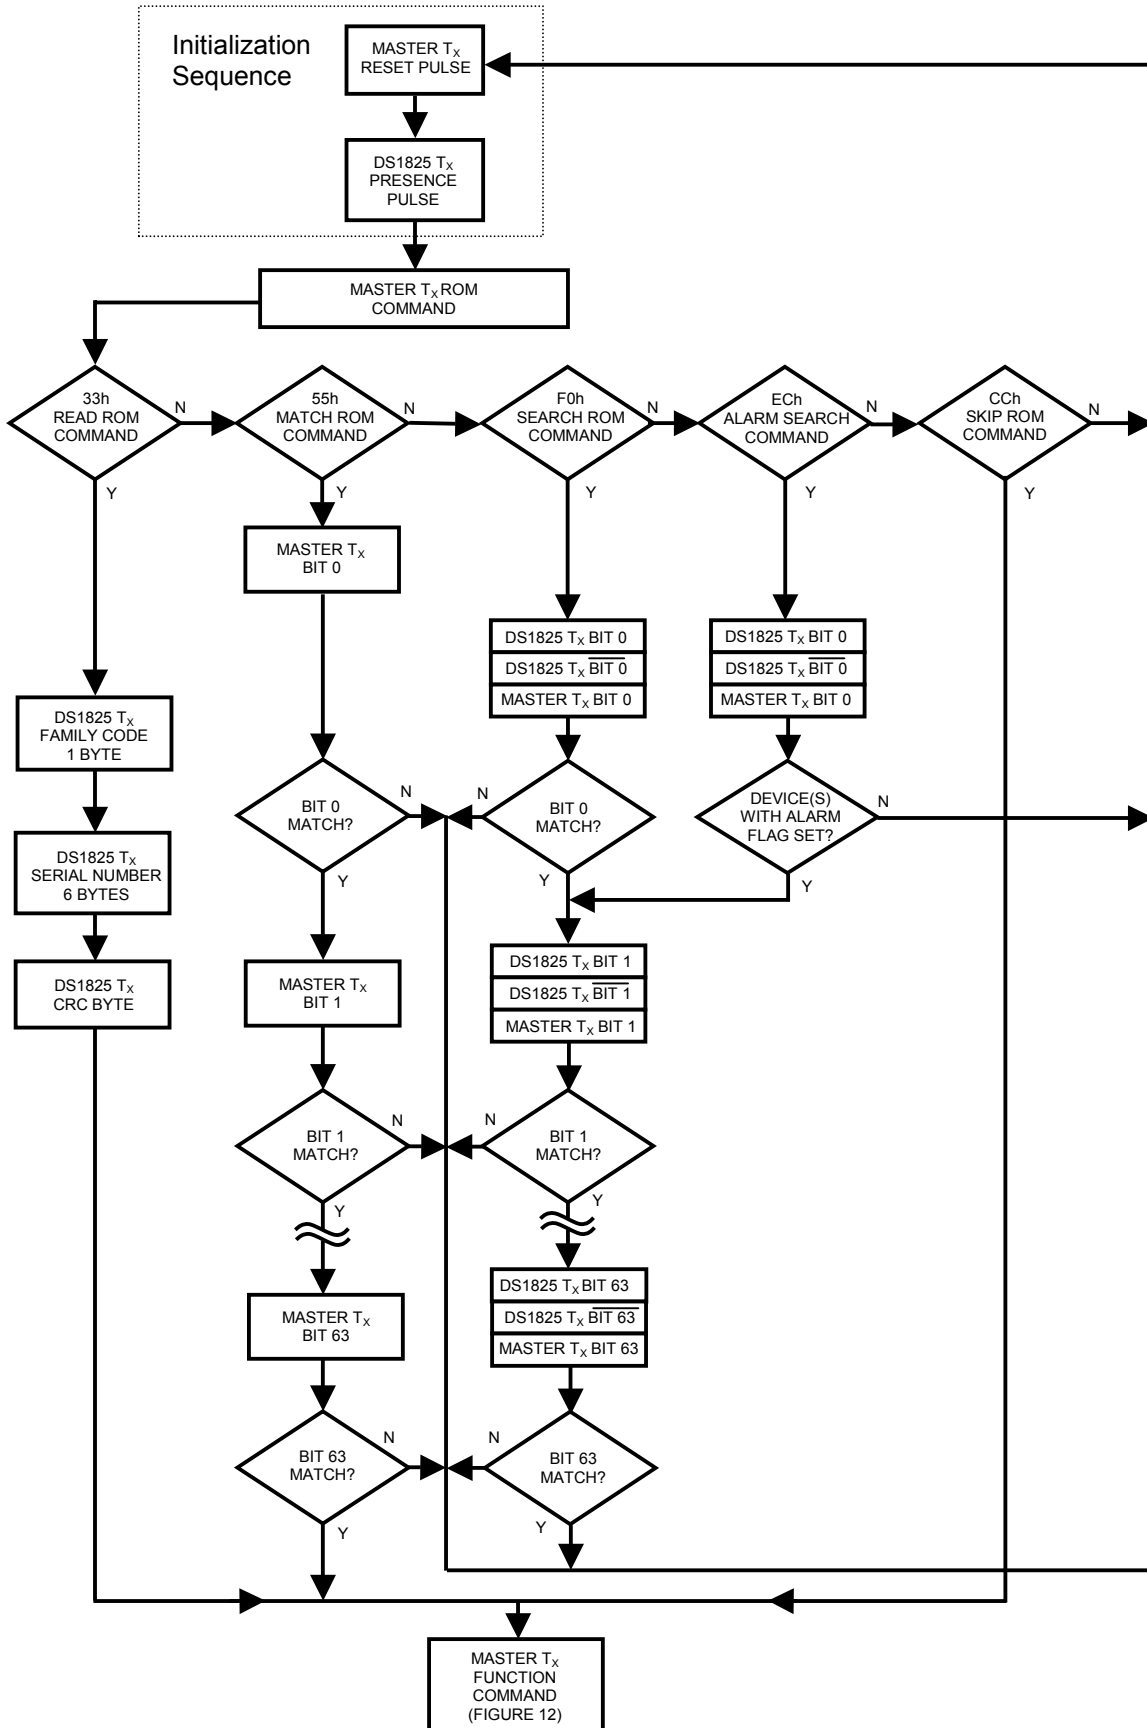 Initialization
Sequence
MASTER TX
RESET PULSE
DS1825 TX
PRESENCE
PULSE
MASTER TX ROM
COMMAND
33h
READ ROM
COMMAND
N
Y
55h
MATCH ROM
COMMAND
N
Y
F0h
SEARCH ROM
COMMAND
N
Y
ECh
ALARM SEARCH
COMMAND
N
Y
CCh
SKIP ROM
COMMAND
N
Y
MASTER TX
BIT 0
DS1825 TX BIT 0
DS1825 TX BIT 0
MASTER TX BIT 0
DS1825 TX BIT 0
DS1825 TX BIT 0
MASTER TX BIT 0
DS1825 TX
FAMILY CODE
1 BYTE
BIT 0
MATCH?
N
Y
N
BIT 0
MATCH?
Y
DEVICE(S)
WITH ALARM
FLAG SET?
N
Y
DS1825 TX
SERIAL NUMBER
6 BYTES
DS1825 TX
CRC BYTE
MASTER TX
BIT 1
DS1825 TX BIT 1
DS1825 TX BIT 1
MASTER TX BIT 1
BIT 1
MATCH?
N
Y
N
BIT 1
MATCH?
Y
MASTER TX
BIT 63
DS1825 TX BIT 63
DS1825 TX BIT 63
MASTER TX BIT 63
BIT 63
MATCH?
N
Y
N
BIT 63
MATCH?
Y
MASTER TX
FUNCTION
COMMAND
(FIGURE 12)